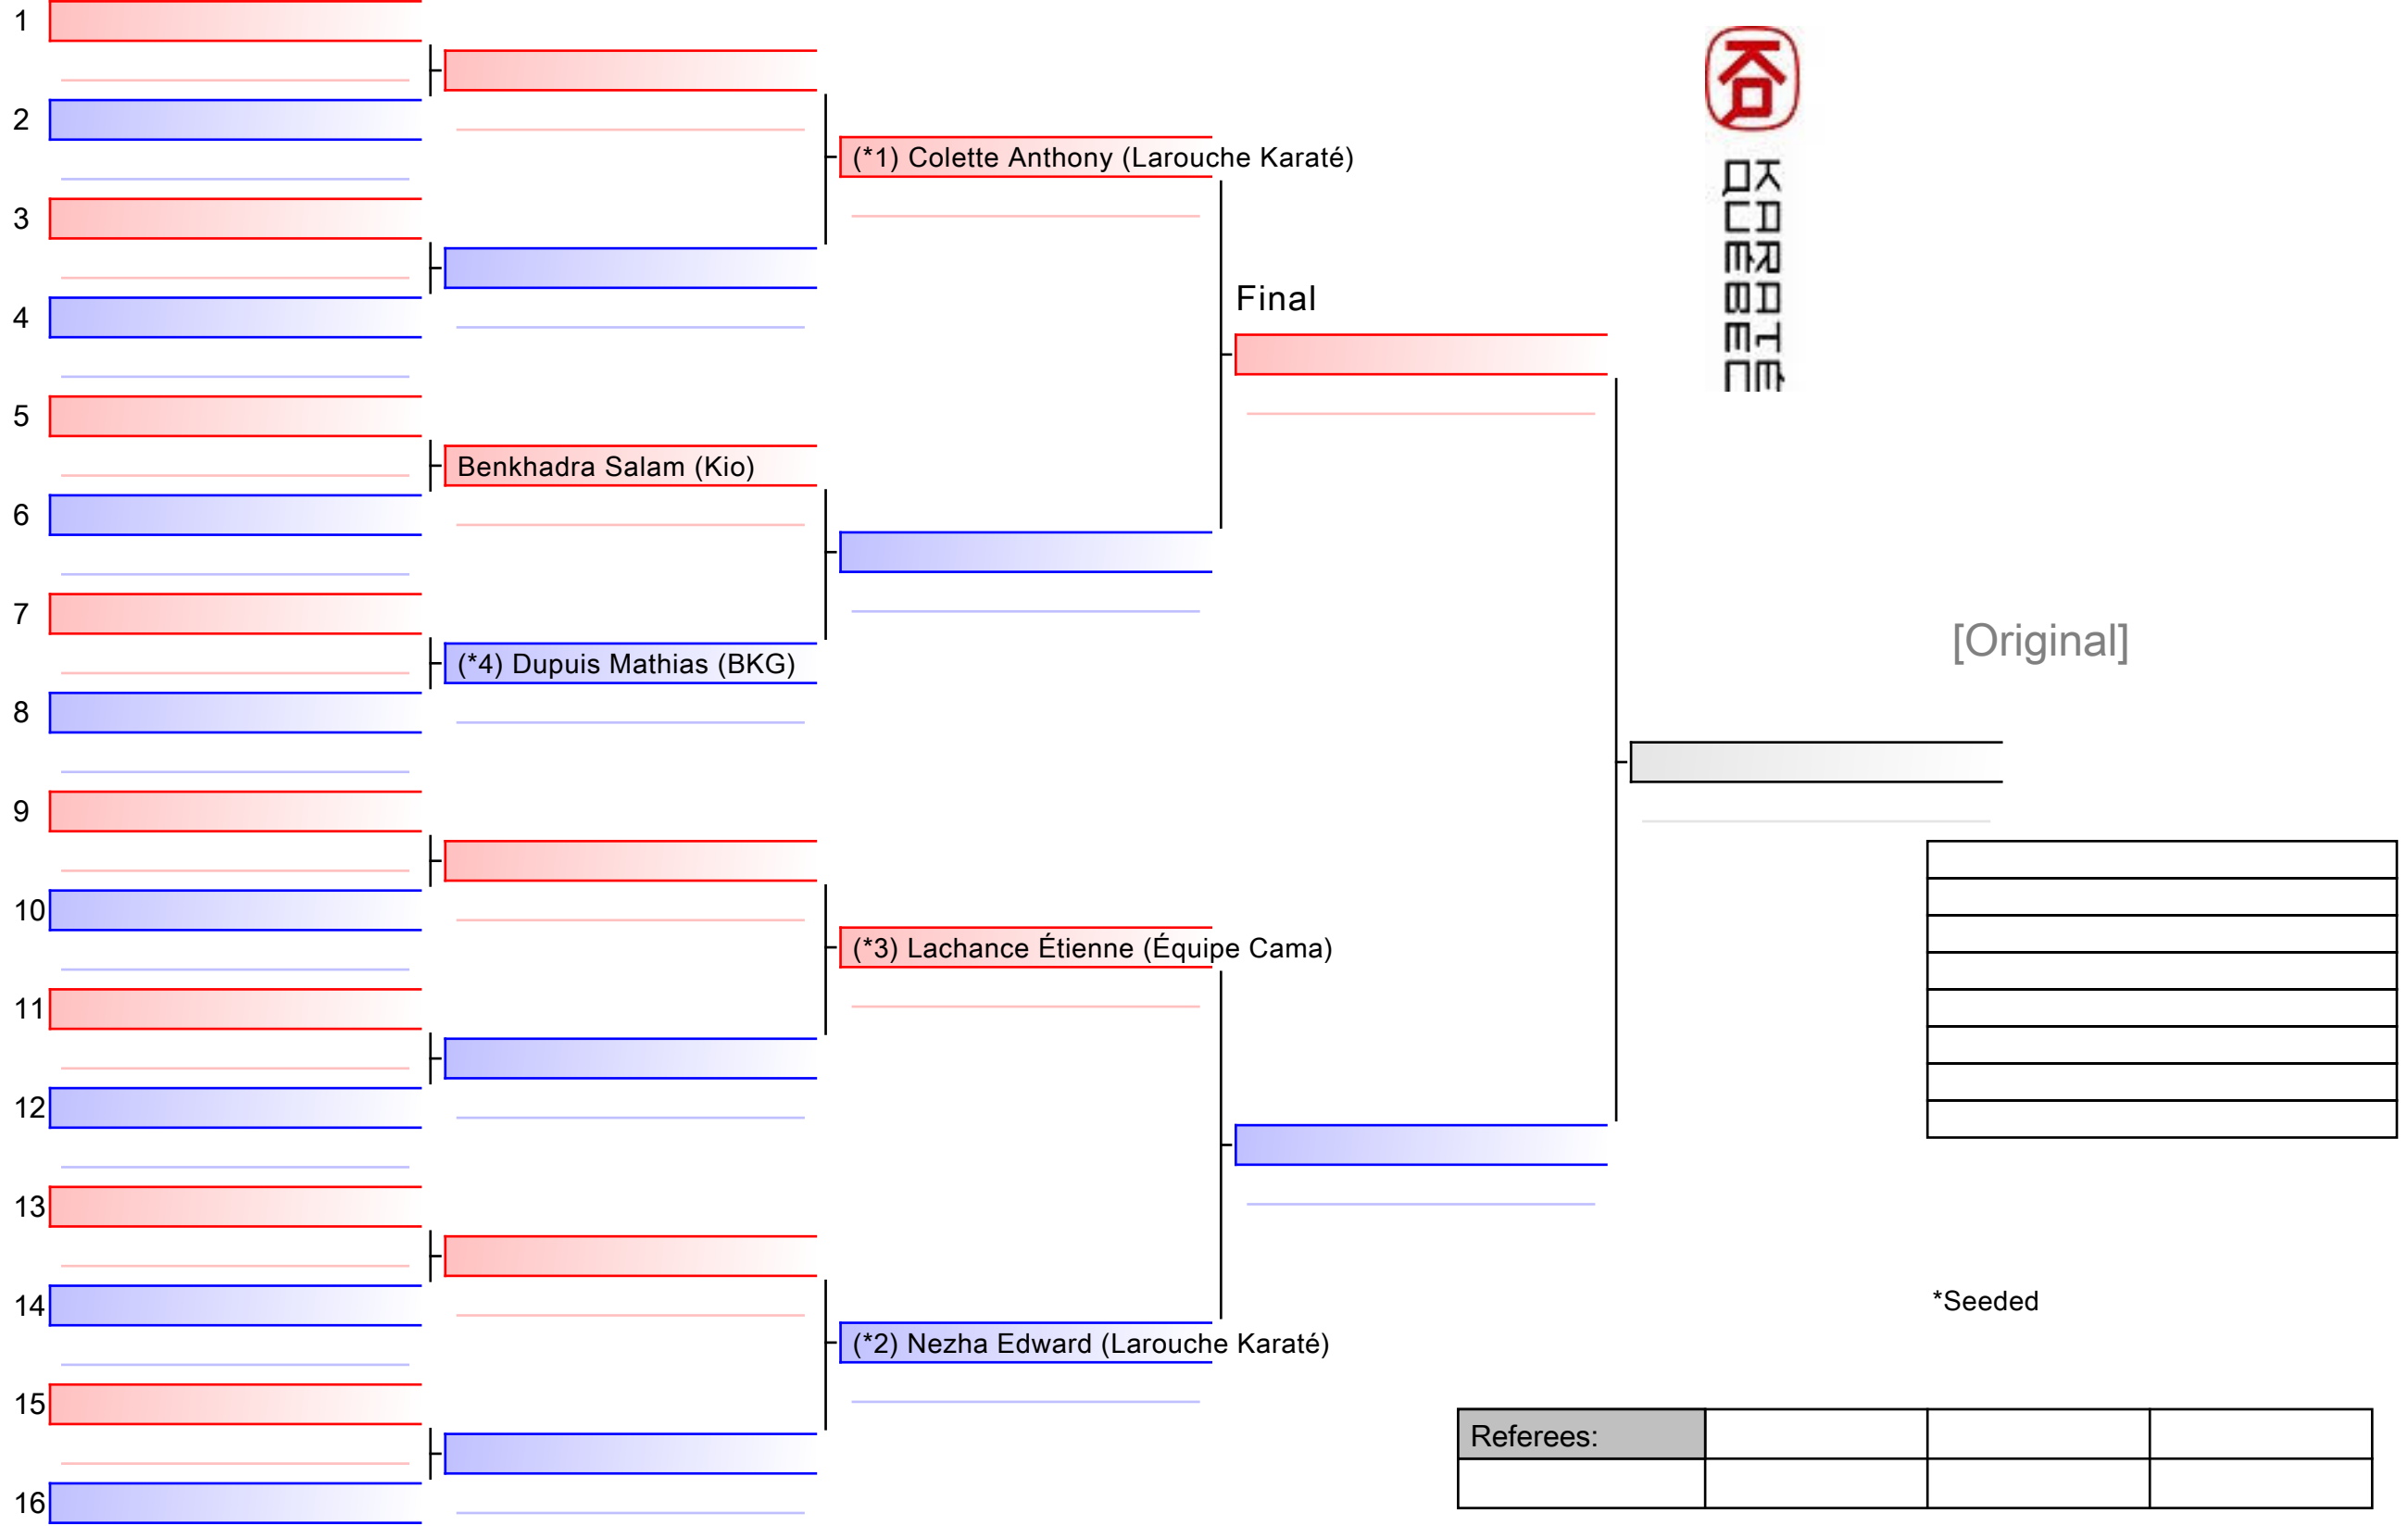 1
2
3
4
5
6
7
8
9
10
11
12
13
14
15
16
Benkhadra Salam (Kio)
(*4) Dupuis Mathias (BKG)
(*1) Colette Anthony (Larouche Karaté)
(*3) Lachance Étienne (Équipe Cama)
(*2) Nezha Edward (Larouche Karaté)
Final
KARATÉ
QUÉBEC
[Original]
*Seeded
Referees: